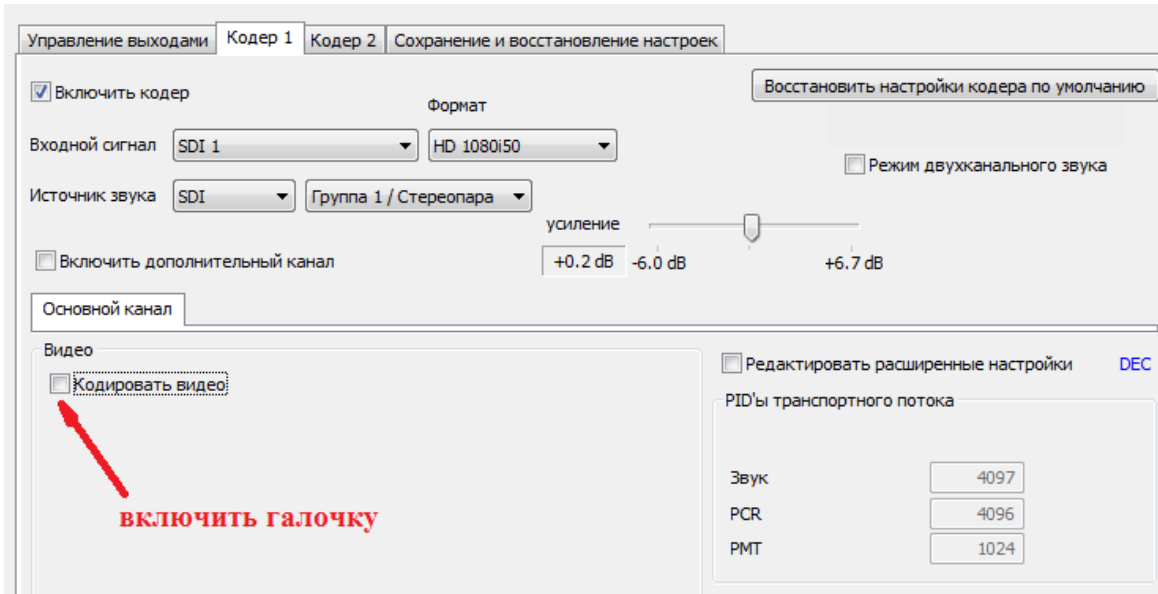 Управление выходами Кодер 1 Кодер 2 Сохранение и восстановление настроек
Включить кодер
Восстановить настройки кодера по умолчанию
Формат
Входной сигнал SDI 1 HD 1080i50
Режим двухканального звука
Источник звука SDI Группа 1 / Стереопара
усиление
Включить дополнительный канал
+0.2 dB -6.0 dB +6.7 dB
Основной канал
Видео
Кодировать видео
Редактировать расширенные настройки DEC
PID'ы транспортного потока
Звук 4097
PCR 4096
PMT 1024
включить галочку